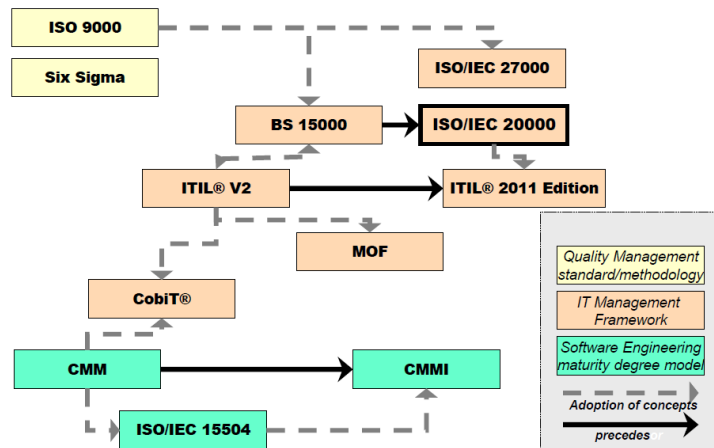 ISO 9000
Six Sigma
ISO/IEC 27000
BS 15000
ISO/IEC 20000
ITIL® V2
ITIL® 2011 Edition
MOF
CobiT®
CMM
CMMI
ISO/IEC 15504
Quality Management
standard/methodology
IT Management
Framework
Software Engineering
maturity degree model
Adoption of concepts
precedesor